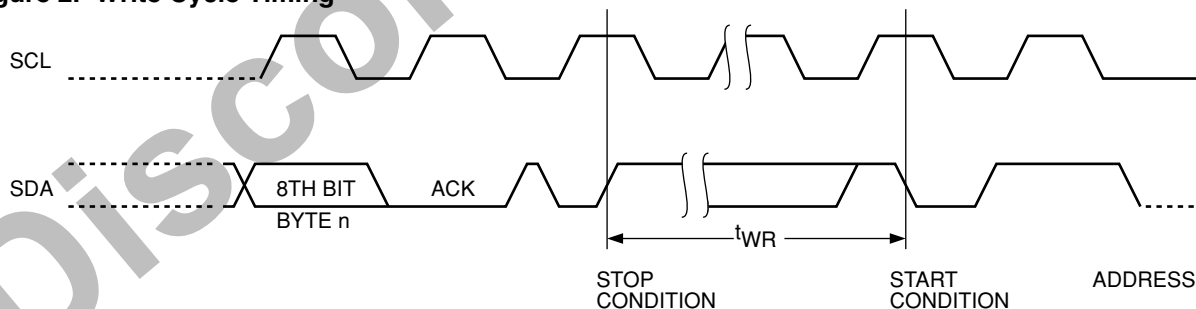 Figure 2. Write Cycle Timing
SCL
SDA
8TH BIT
ACK
BYTE n
tWR
STOP
CONDITION
START
CONDITION
ADDRESS